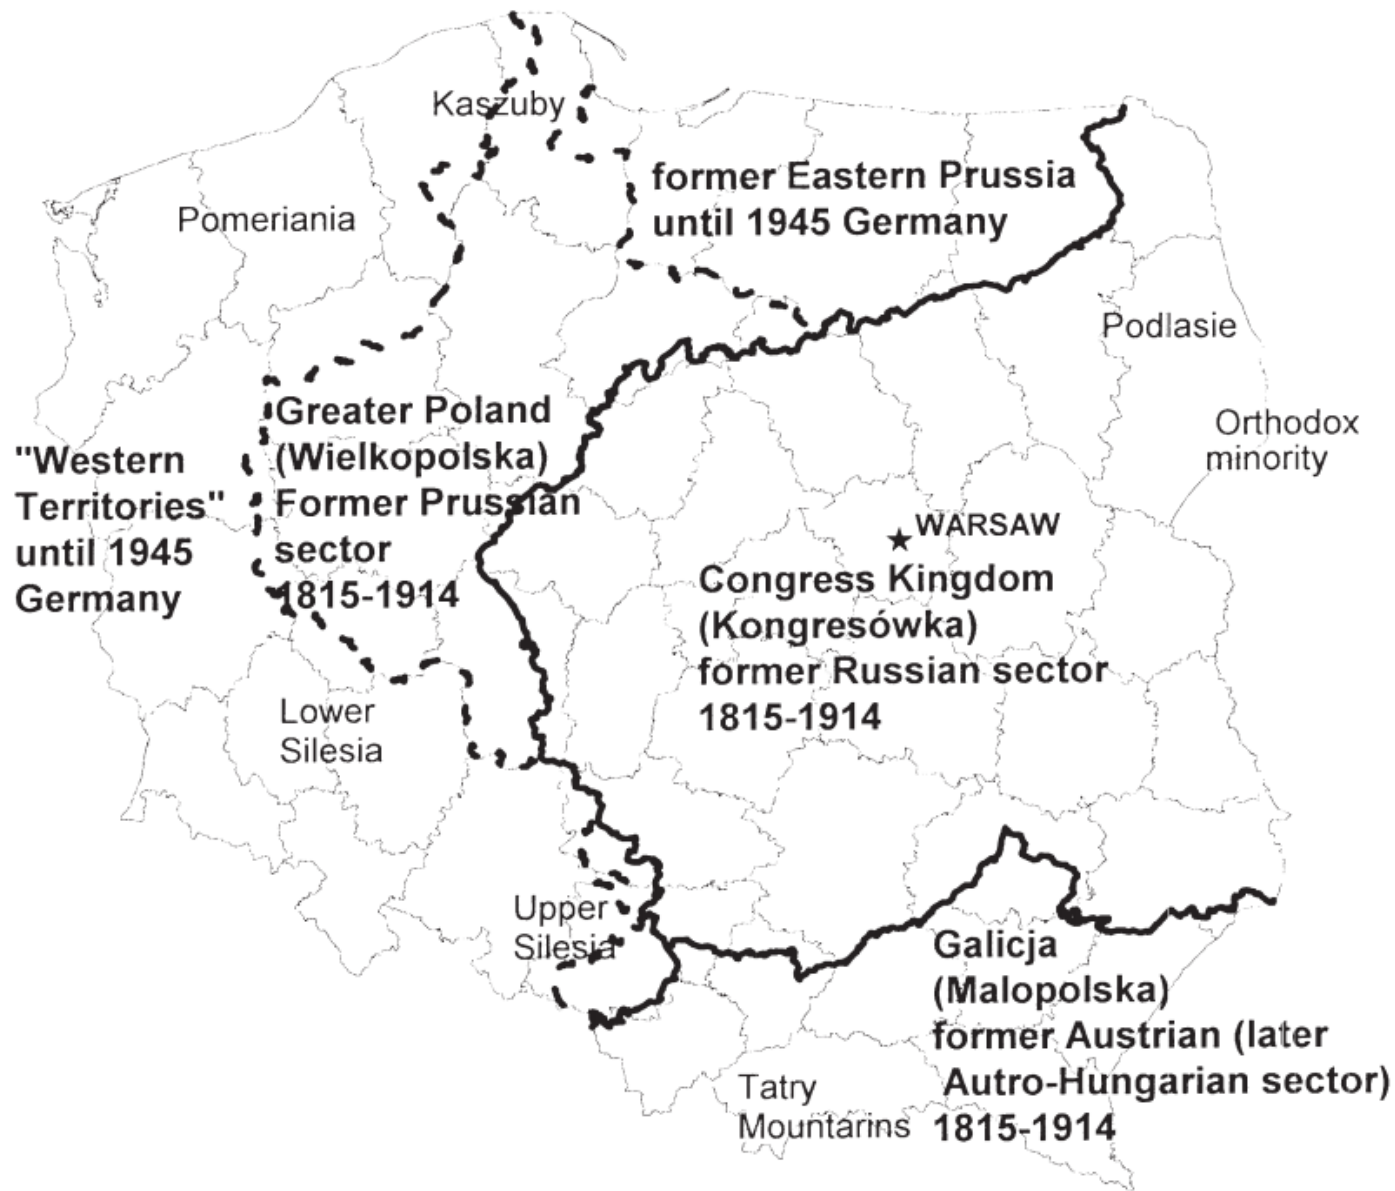 Kaszuby
former Eastern Prussia
until 1945 Germany
Pomeriania
Podlasie
Orthodox
minority
Greater Poland
(Wielkopolska)
Former Prussian
sector
1815-1914
"Western
Territories"
until 1945
Germany
WARSAW
Congress Kingdom
(Kongresówka)
former Russian sector
1815-1914
Lower
Silesia
Upper
Silesia
Galicja
(Malopolska)
former Austrian (later
Autro-Hungarian sector)
1815-1914
Tatry
Mountarins